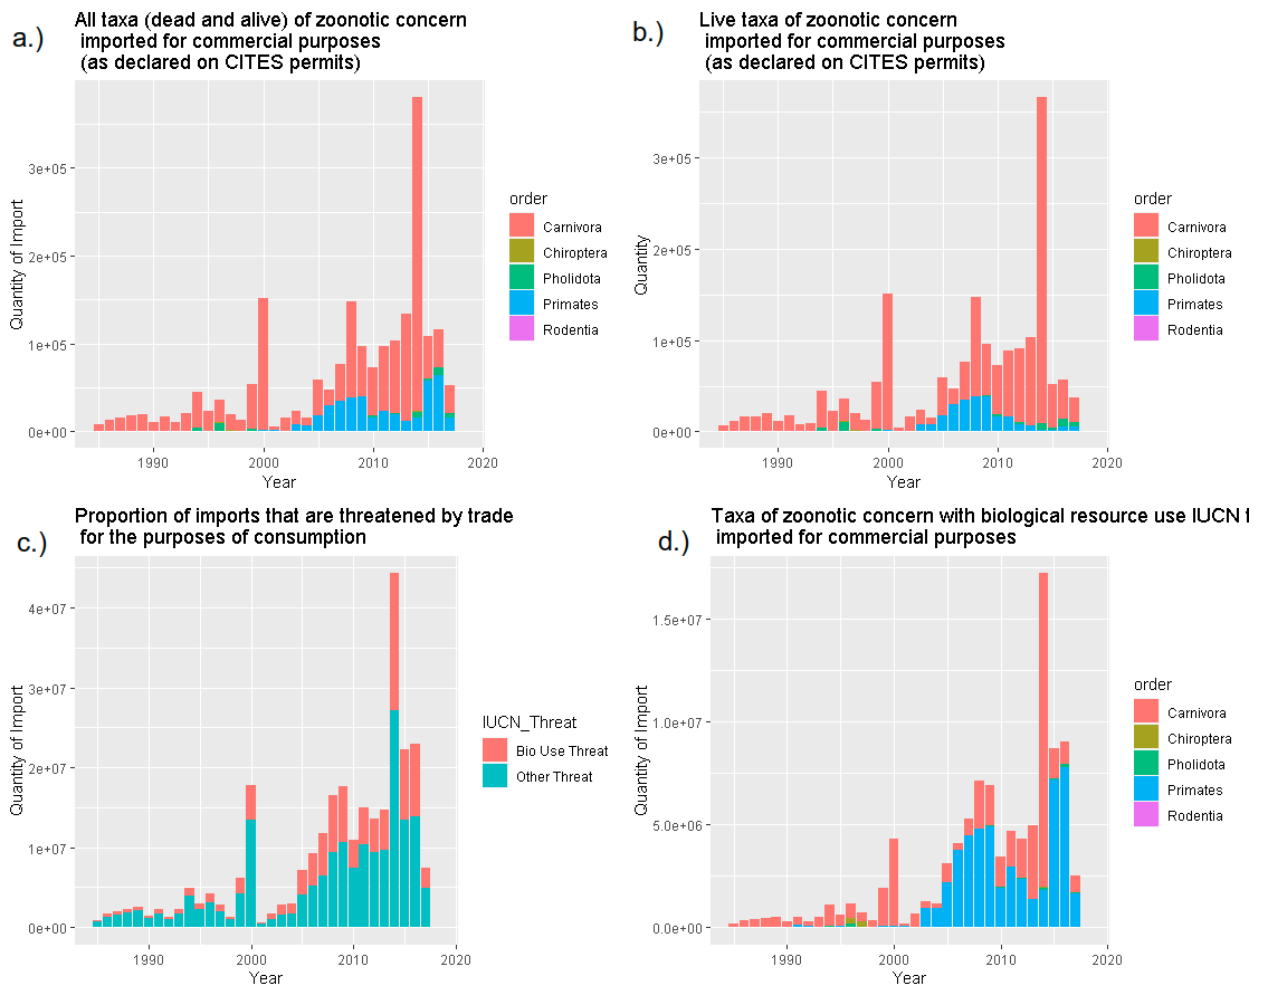 a.)
All taxa (dead and alive) of zoonotic concern
imported for commercial purposes
(as declared on CITES permits)
Quantity of Import
3e+05
2e+05
1e+05
0e+00
1990
2000
2010
2020
Year
order
Carnivora
Chiroptera
Pholidota
Primates
Rodentia
b.)
Live taxa of zoonotic concern
imported for commercial purposes
(as declared on CITES permits)
Quantity
3e+05
2e+05
1e+05
0e+00
1990
2000
2010
2020
Year
order
Carnivora
Chiroptera
Pholidota
Primates
Rodentia
c.)
Proportion of imports that are threatened by trade
for the purposes of consumption
Quantity of Import
4e+07
3e+07
2e+07
1e+07
0e+00
1990
2000
2010
2020
Year
IUCN_Threat
Bio Use Threat
Other Threat
d.)
Taxa of zoonotic concern with biological resource use IUCN
imported for commercial purposes
Quantity of Import
1.5e+07
1.0e+07
5.0e+06
0.0e+00
1990
2000
2010
2020
Year
order
Carnivora
Chiroptera
Pholidota
Primates
Rodentia